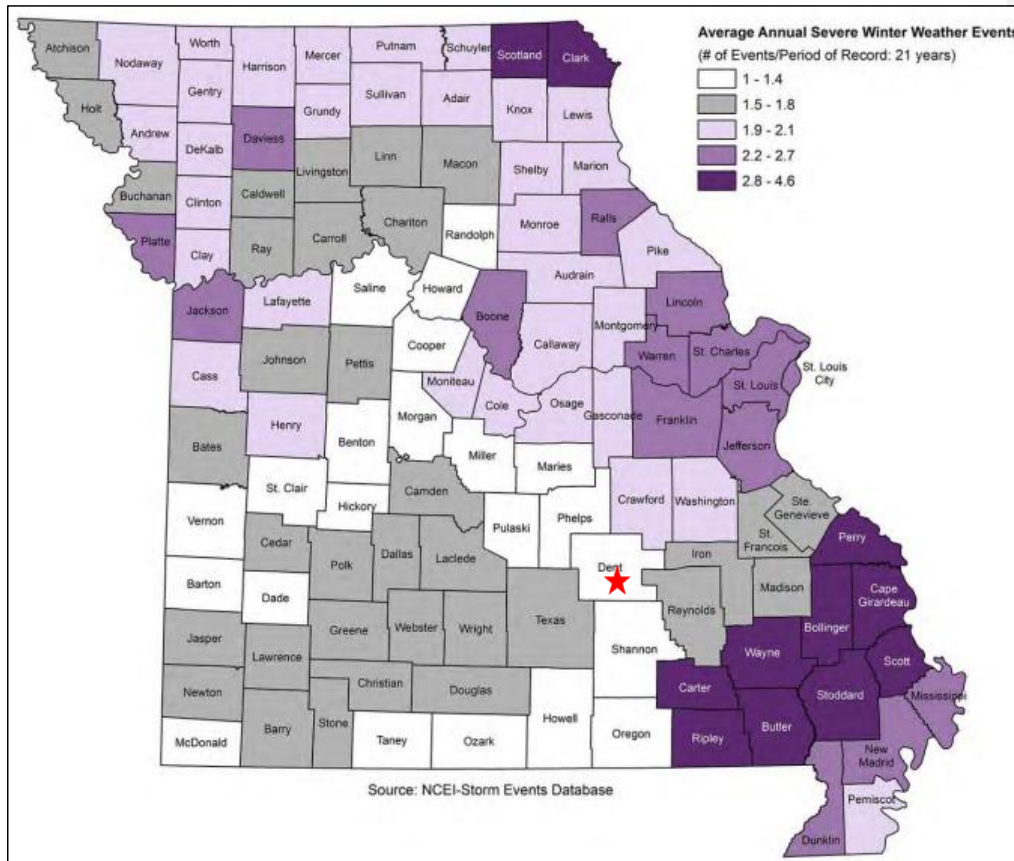 Average Annual Severe Winter Weather Events
(# of Events/Period of Record: 21 years)
1 - 1.4
1.5 - 1.8
1.9 - 2.1
2.2 - 2.7
2.8 - 4.6
Atchison
Nodaway
Worth
Harrison
Mercer
Putnam
Schuyler
Scotland
Clark
Gentry
Holt
Andrew
DeKalb
Daviess
Grundy
Sullivan
Adair
Knox
Lewis
Buchanan
Clinton
Caldwell
Livingston
Linn
Macon
Shelby
Marion
Platte
Clay
Ray
Carroll
Chariton
Randolph
Monroe
Ralls
Pike
Audrain
Jackson
Lafayette
Saline
Howard
Boone
Callaway
Montgomery
Lincoln
Warren
St. Charles
St. Louis
City
St. Louis
Cass
Johnson
Pettis
Cooper
Moniteau
Cole
Osage
Gasconade
Franklin
Jefferson
Bates
Henry
Benton
Morgan
Miller
Maries
St. Clair
Hickory
Camden
Pulaski
Phelps
Crawford
Washington
Ste.
Genevieve
St.
Francois
Perry
Vernon
Cedar
Polk
Dallas
Laclede
Dent
Iron
Madison
Cape
Girardeau
Bollinger
Barton
Dade
Greene
Webster
Wright
Texas
Reynolds
Shannon
Wayne
Scott
Jasper
Lawrence
Christian
Douglas
Carter
Stoddard
Mississippi
Newton
Barry
Stone
Taney
Ozark
Howell
Oregon
Ripley
Butler
New
Madrid
McDonald
Pemiscot
Dunklin
Source: NCEI-Storm Events Database